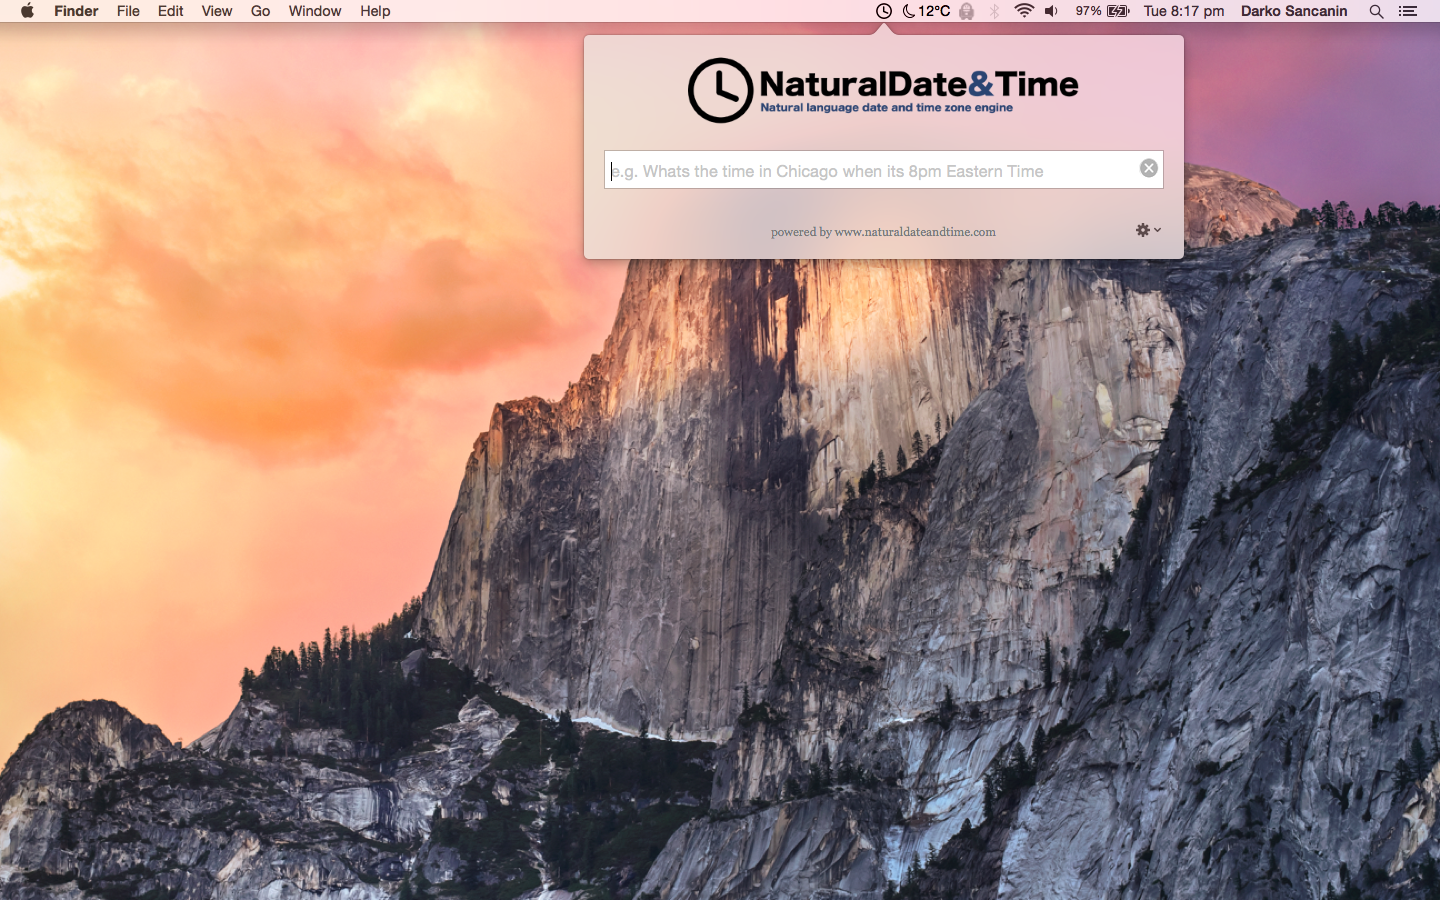 Finder File Edit View Go Window Help 12°C 97% Tue 8:17 pm Darko Sancanin
NaturalDate&Time
Natural language date and time zone engine
e.g. Whats the time in Chicago when its 8pm Eastern Time
powered by www.naturaldateandtime.com